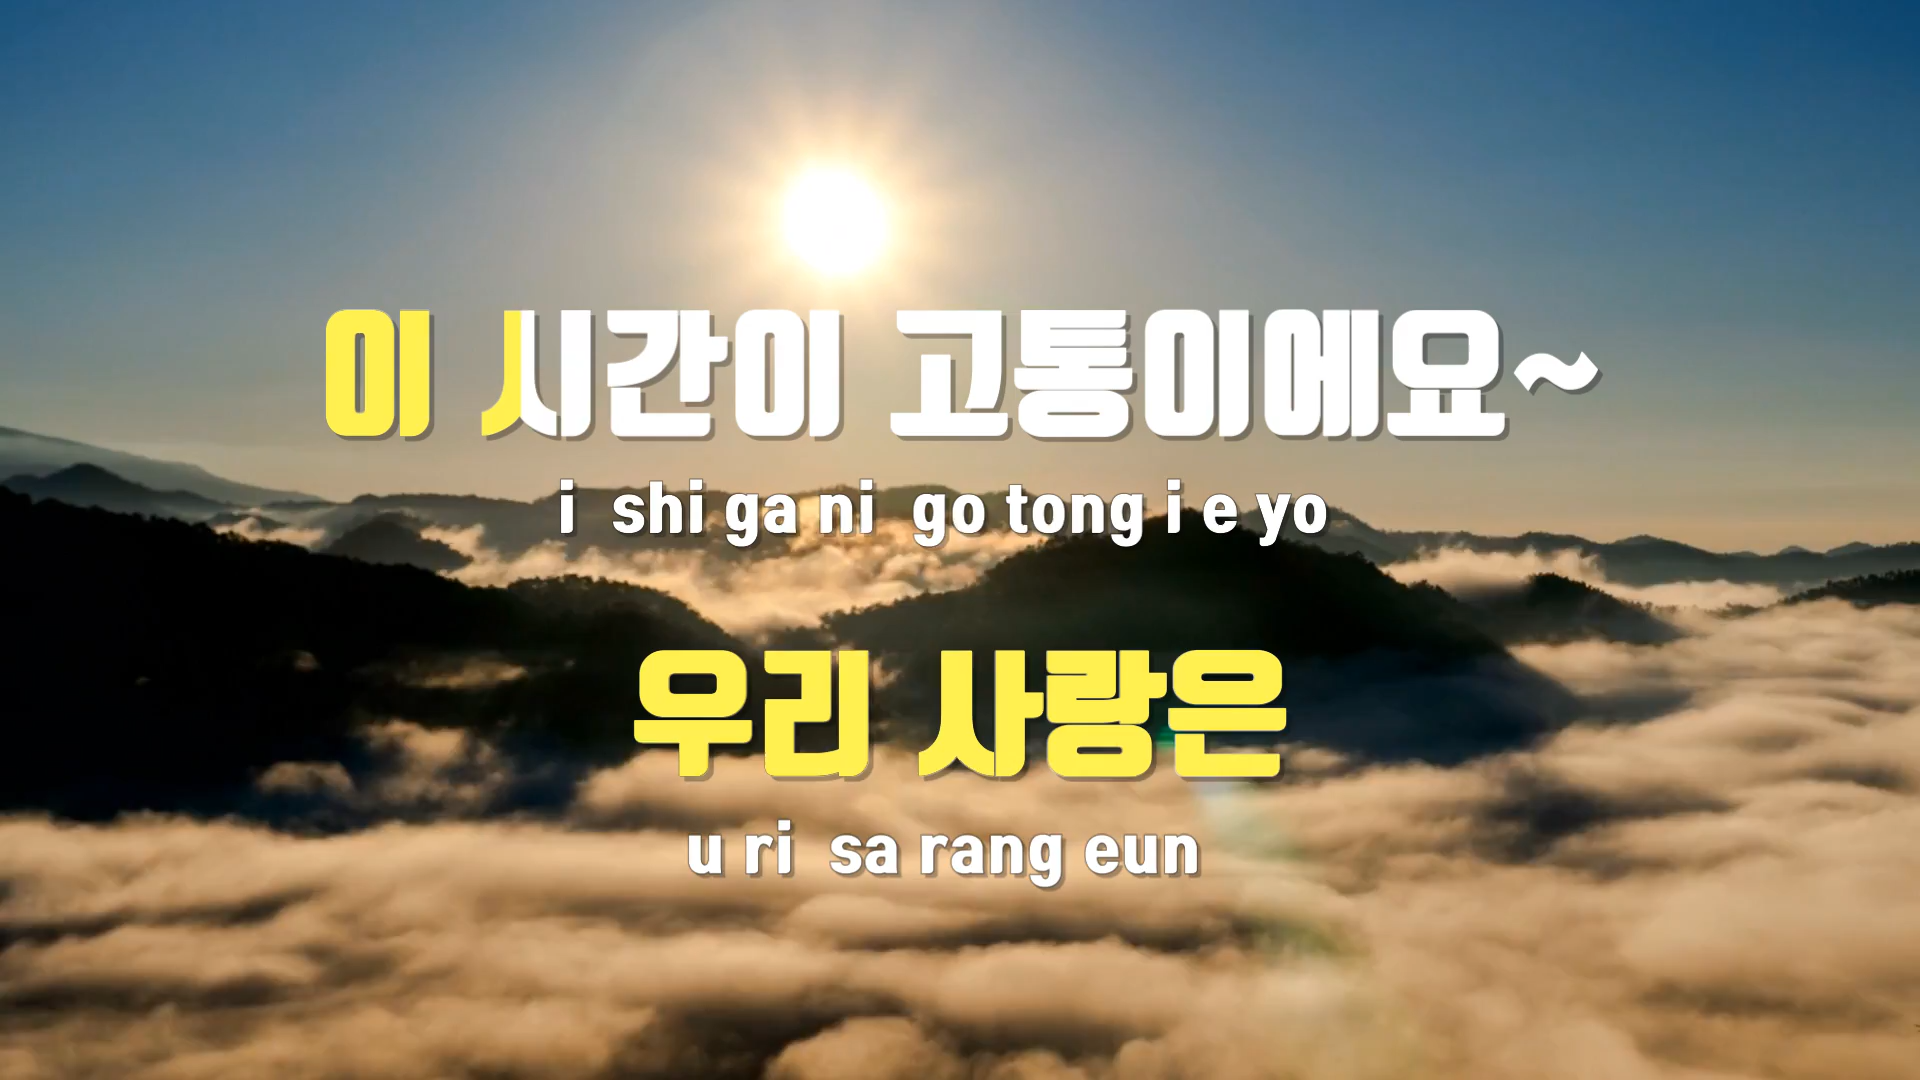 이 시간이 고통이에요~
i shi ga ni go tong i e yo
우리 사랑은
u ri sa rang eun